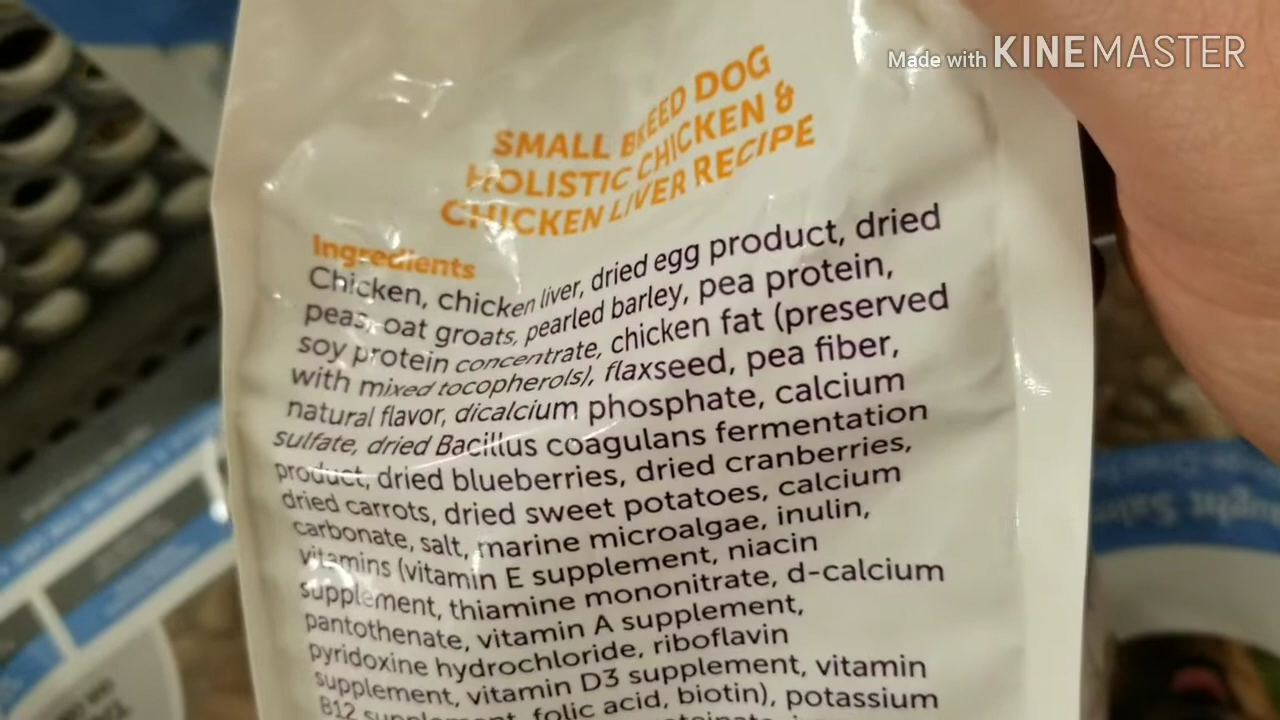 Made with KINEMASTER
SMALL BREED DOG
HOLISTIC CHICKEN &
CHICKEN LIVER RECIPE
Ingredients
Chicken, chicken liver, dried egg product, dried
peas, oat groats, pearled barley, pea protein,
soy protein concentrate, chicken fat (preserved
with mixed tocopherols), flaxseed, pea fiber,
natural flavor, dicalcium phosphate, calcium
sulfate, dried Bacillus coagulans fermentation
product, dried blueberries, dried cranberries,
dried carrots, dried sweet potatoes, calcium
carbonate, salt, marine microalgae, inulin,
vitamins (vitamin E supplement, niacin
supplement, thiamine mononitrate, d-calcium
pantothenate, vitamin A supplement,
pyridoxine hydrochloride, riboflavin
supplement, vitamin D3 supplement, vitamin
B12 supplement, folic acid, biotin), potassium